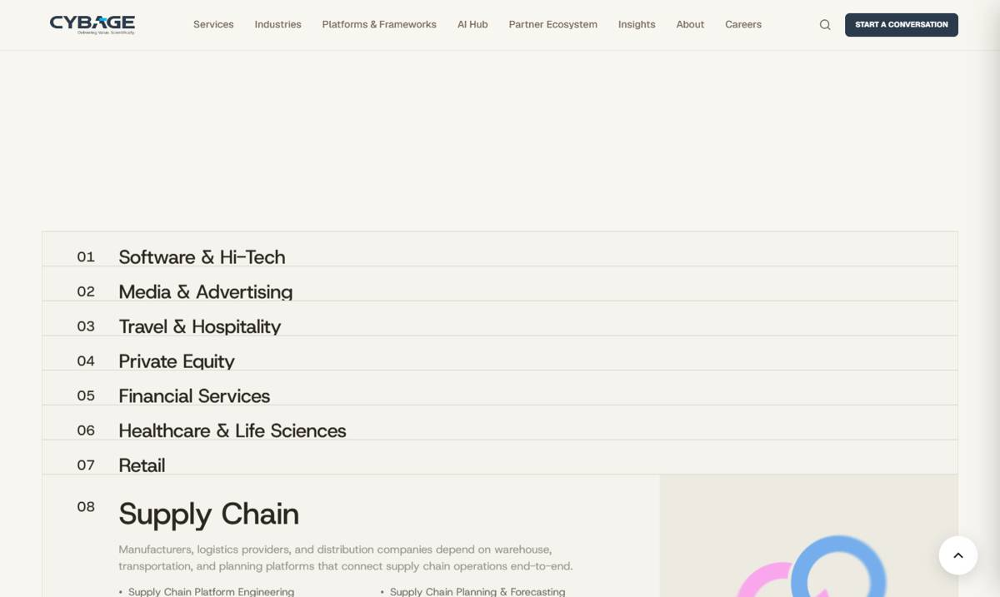 CYBAGE
Delivering Value. Scientifically.
Services Industries Platforms & Frameworks AI Hub Partner Ecosystem Insights About Careers START A CONVERSATION
01 Software & Hi-Tech
02 Media & Advertising
03 Travel & Hospitality
04 Private Equity
05 Financial Services
06 Healthcare & Life Sciences
07 Retail
08 Supply Chain
Manufacturers, logistics providers, and distribution companies depend on warehouse,
transportation, and planning platforms that connect supply chain operations end-to-end.
• Supply Chain Platform Engineering • Supply Chain Planning & Forecasting